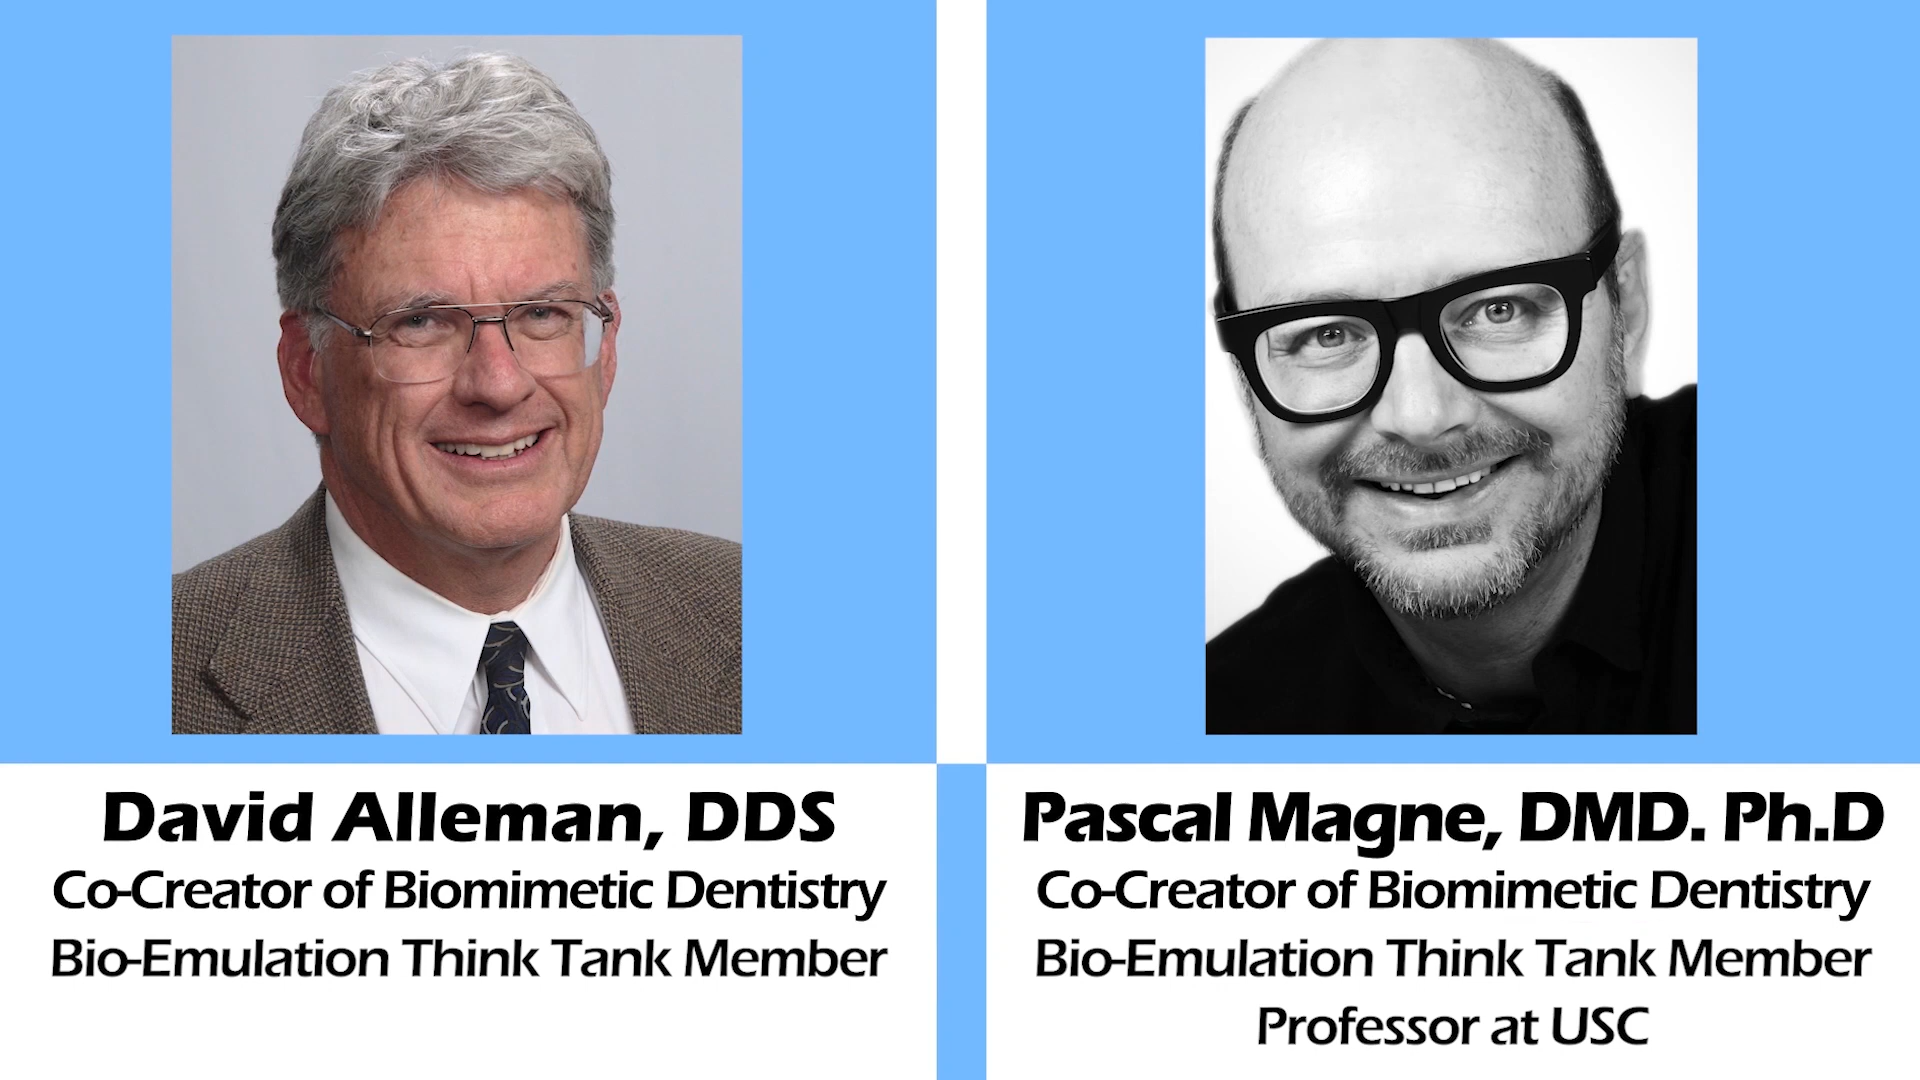 David Alleman, DDS
Co-Creator of Biomimetic Dentistry
Bio-Emulation Think Tank Member
Pascal Magne, DMD. Ph.D
Co-Creator of Biomimetic Dentistry
Bio-Emulation Think Tank Member
Professor at USC